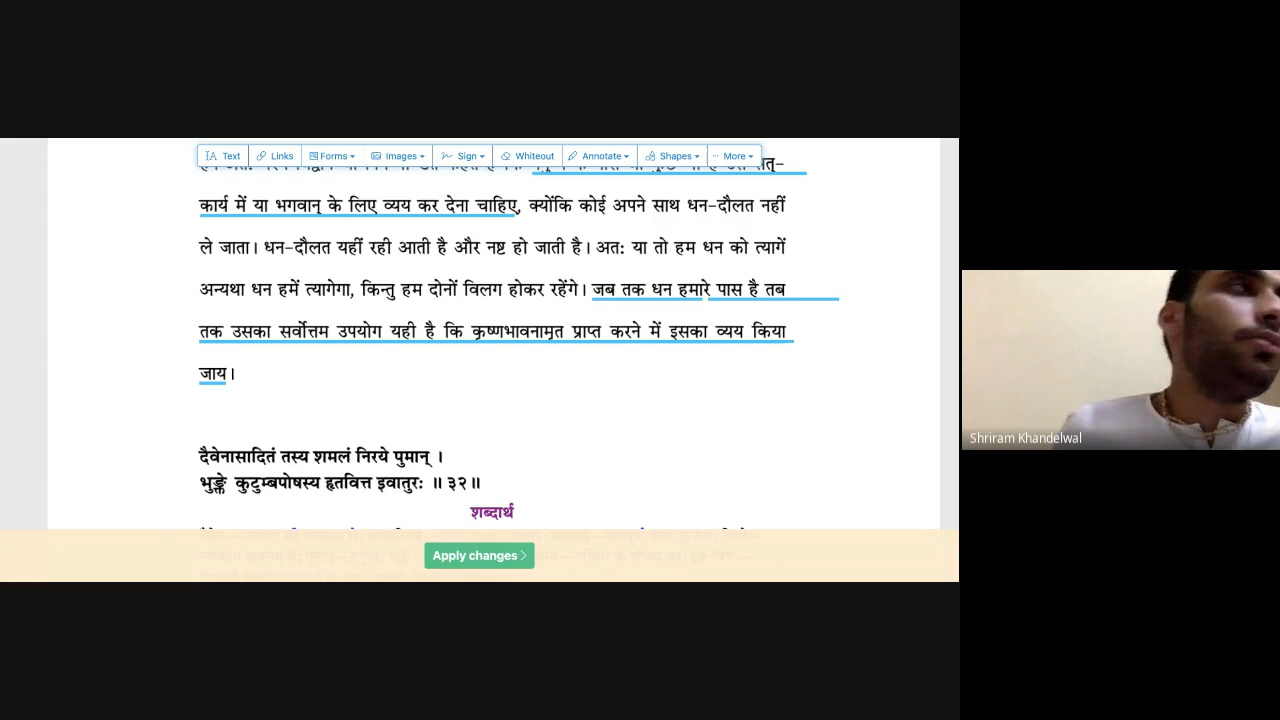 Text Links Forms Images Sign Whiteout Annotate Shapes More
कार्य में या भगवान् के लिए व्यय कर देना चाहिए, क्योंकि कोई अपने साथ धन-दौलत नहीं
ले जाता। धन-दौलत यहीं रही आती है और नष्ट हो जाती है। अतः या तो हम धन को त्यागें
अन्यथा धन हमें त्यागेगा, किन्तु हम दोनों विलग होकर रहेंगे। जब तक धन हमारे पास है तब
तक उसका सर्वोत्तम उपयोग यही है कि कृष्णभावनामृत प्राप्त करने में इसका व्यय किया
जाय।
दैवेनासादितं तस्य शमलं निरये पुमान् ।
भुङ्क्ते कुटुम्बपोषस्य हृतवित्त इवातुरः ॥ ३२॥
शब्दार्थ
Apply changes
Shriram Khandelwal